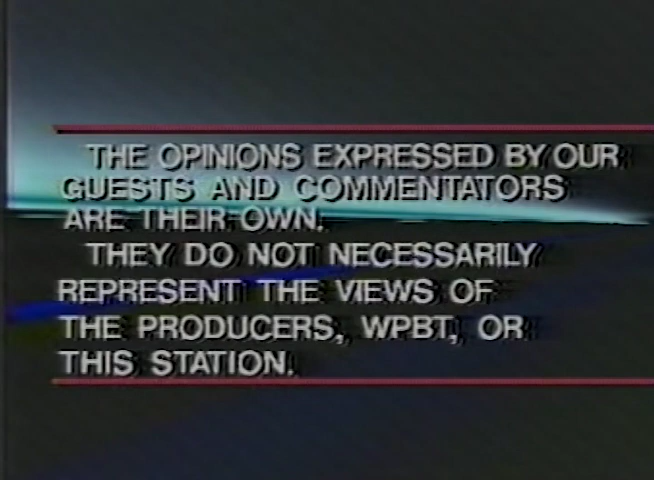 THE OPINIONS EXPRESSED BY OUR
GUESTS AND COMMENTATORS
ARE THEIR OWN.
THEY DO NOT NECESSARILY
REPRESENT THE VIEWS OF
THE PRODUCERS, WPBT, OR
THIS STATION.